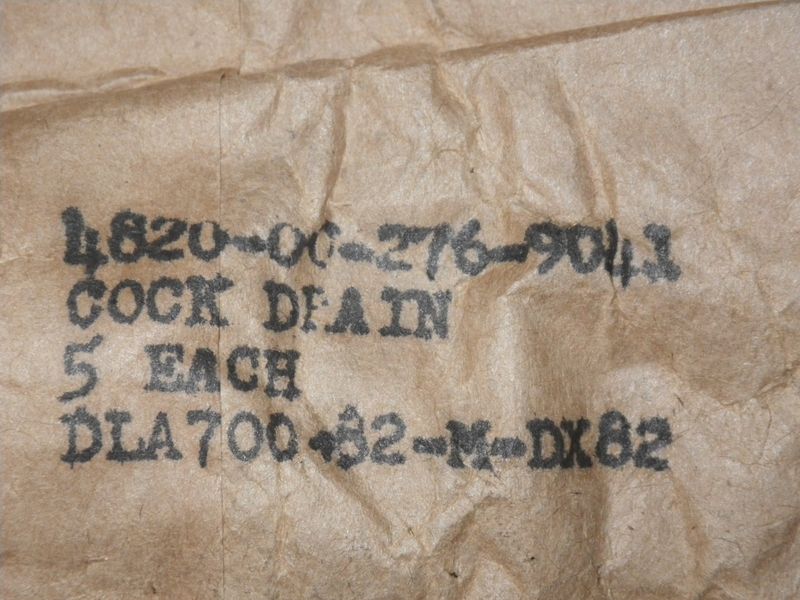 4820-00-276-9041
COCK DRAIN
5 EACH
DLA700-82-M-DX82